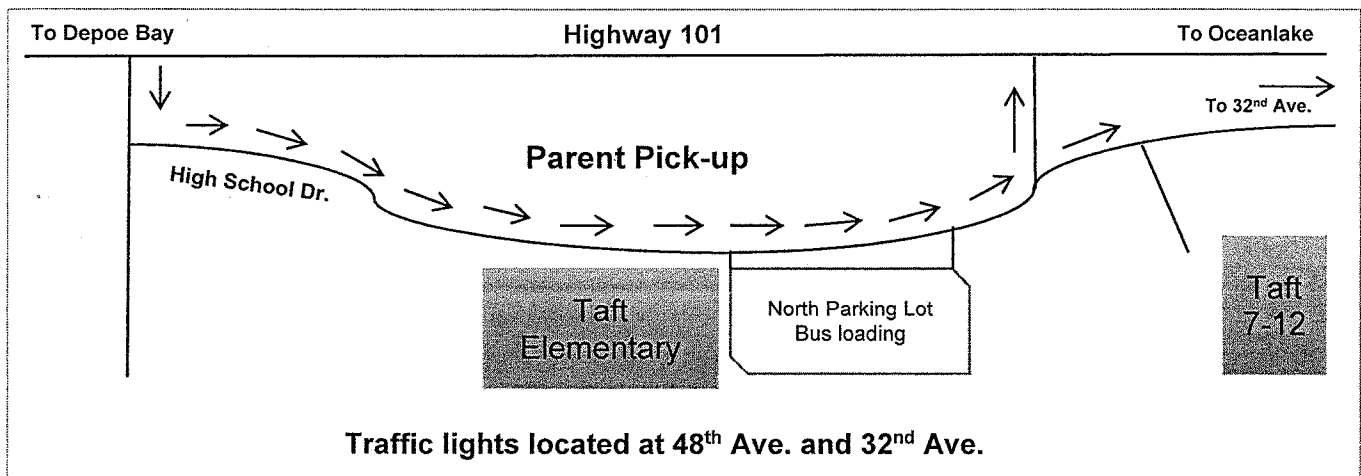 To Depoe Bay
Highway 101
To Oceanlake
To 32nd Ave.
Parent Pick-up
High School Dr.
Taft
Elementary
North Parking Lot
Bus loading
Taft
7-12
Traffic lights located at 48th Ave. and 32nd Ave.